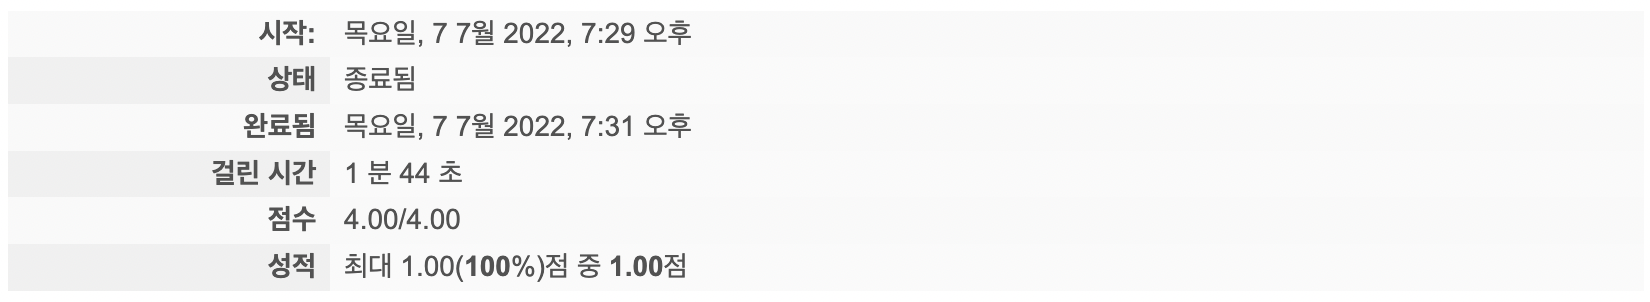 시작: 목요일, 7 7월 2022, 7:29 오후
상태 종료됨
완료됨 목요일, 7 7월 2022, 7:31 오후
걸린 시간 1 분 44 초
점수 4.00/4.00
성적 최대 1.00(100%)점 중 1.00점